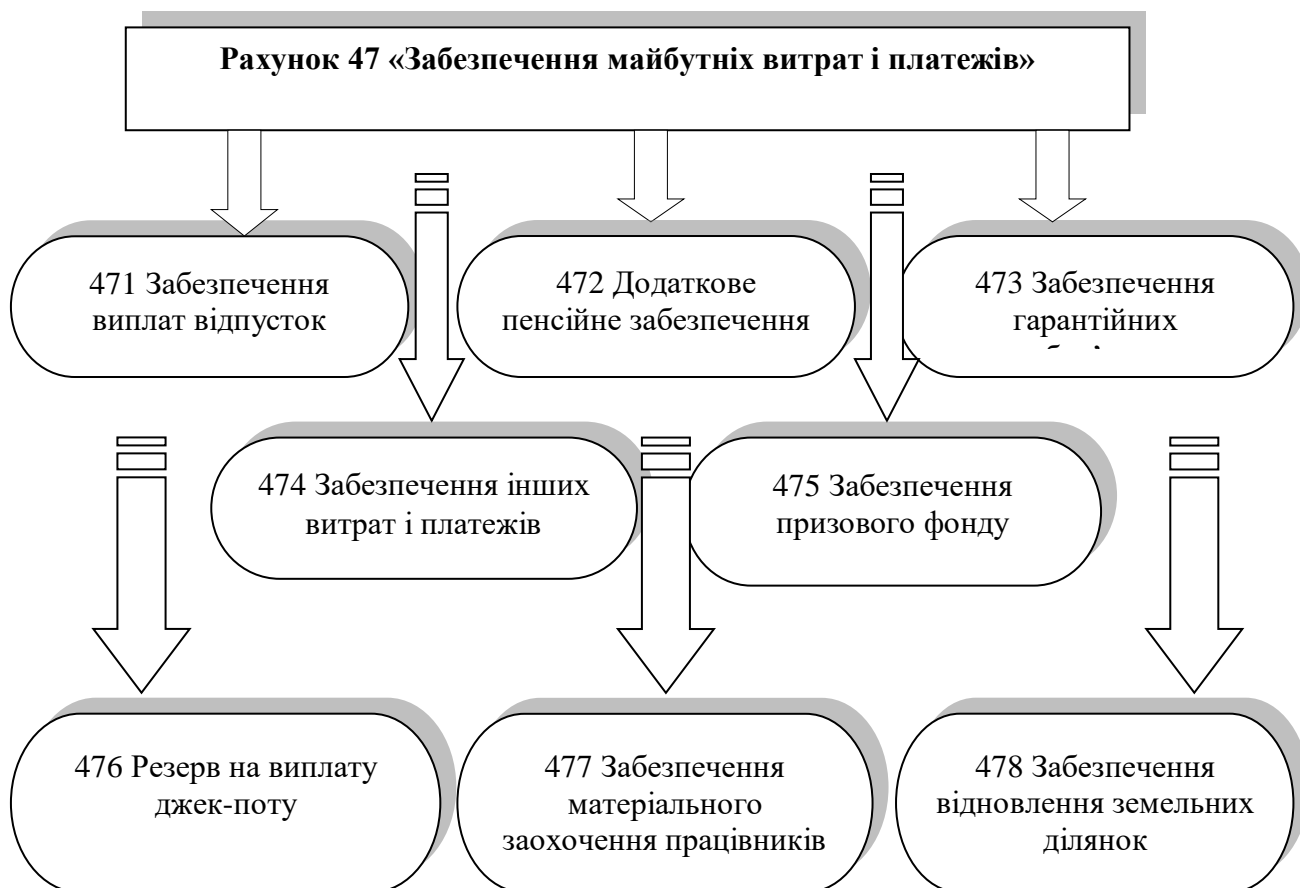 Рахунок 47 «Забезпечення майбутніх витрат і платежів»
471 Забезпечення
виплат відпусток
472 Додаткове
пенсійне забезпечення
473 Забезпечення
гарантійних
474 Забезпечення інших
витрат і платежів
475 Забезпечення
призового фонду
476 Резерв на виплату
джек-поту
477 Забезпечення
матеріального
заохочення працівників
478 Забезпечення
відновлення земельних
ділянок